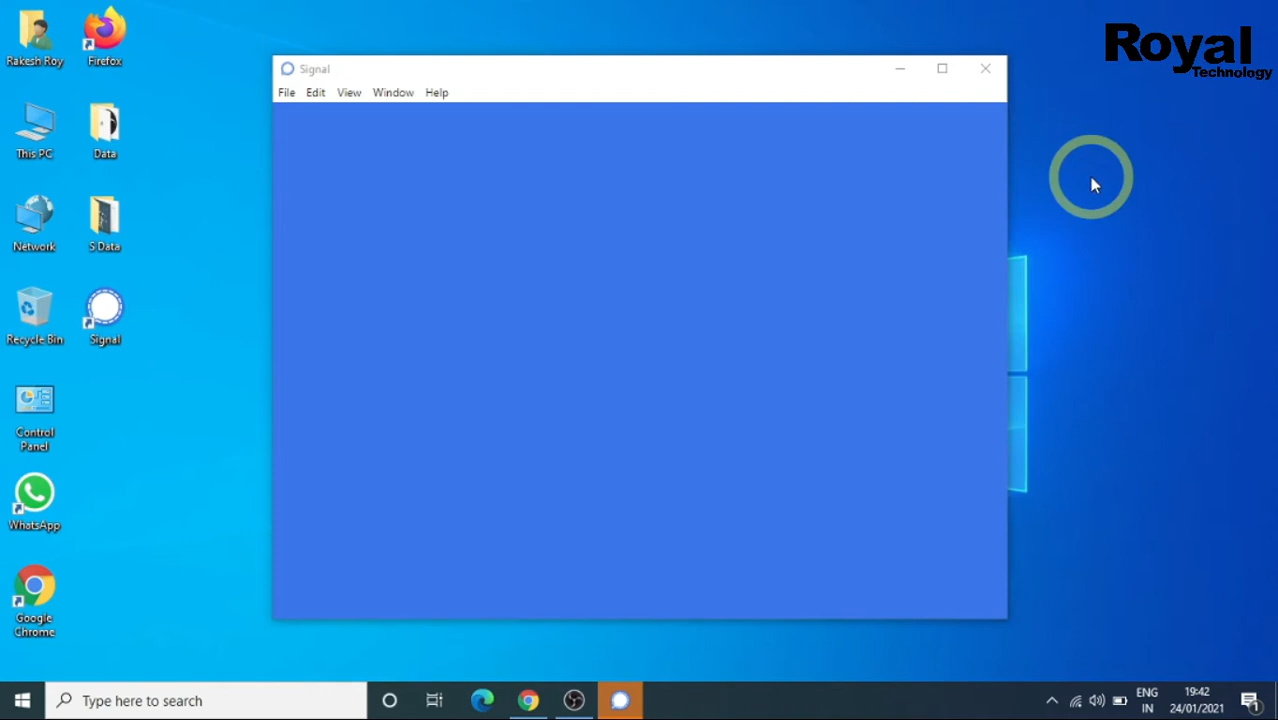 Rakesh Roy
Firefox
This PC
Data
Network
S Data
Recycle Bin
Signal
Control
Panel
WhatsApp
Google
Chrome
Signal
File Edit View Window Help
Royal
Technology
Type here to search
ENG
IN
19:42
24/01/2021
1